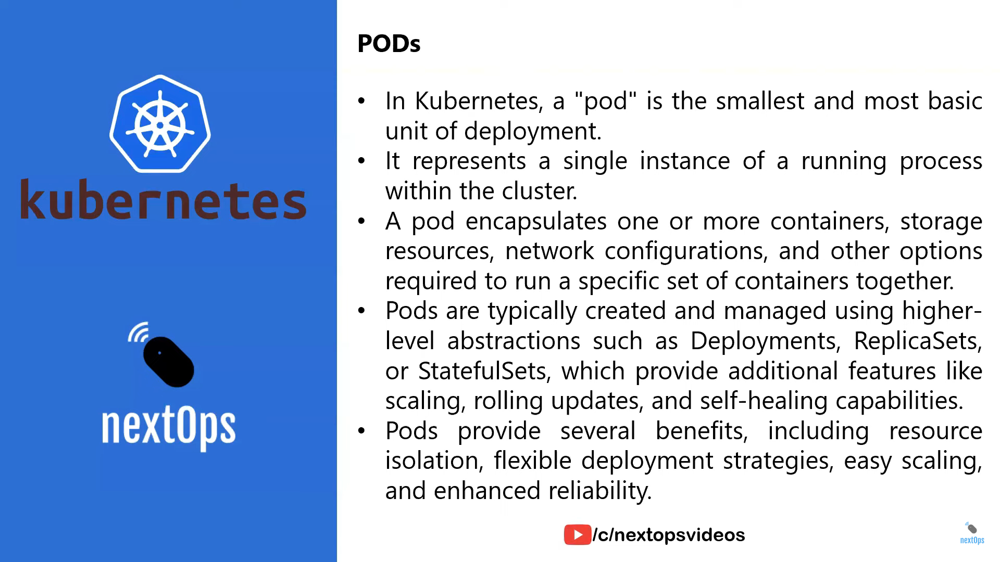 PODs
• In Kubernetes, a "pod" is the smallest and most basic
unit of deployment.
• It represents a single instance of a running process
within the cluster.
• A pod encapsulates one or more containers, storage
resources, network configurations, and other options
required to run a specific set of containers together.
• Pods are typically created and managed using higher-
level abstractions such as Deployments, ReplicaSets,
or StatefulSets, which provide additional features like
scaling, rolling updates, and self-healing capabilities.
• Pods provide several benefits, including resource
isolation, flexible deployment strategies, easy scaling,
and enhanced reliability.
kubernetes
nextOps
/c/nextopsvideos
nextOps